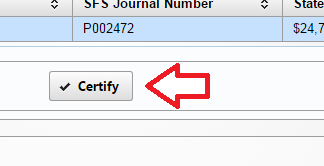 SFS Journal Number State
P002472 $24,7
Certify